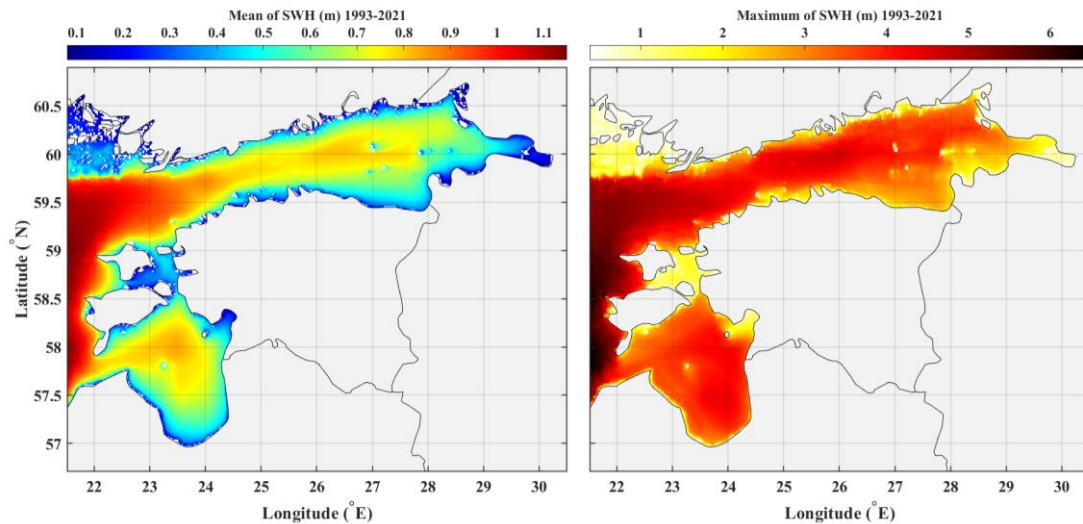 Mean of SWH (m) 1993-2021
0.1 0.2 0.3 0.4 0.5 0.6 0.7 0.8 0.9 1 1.1
60.5
60
59.5
59
58.5
58
57.5
57
Latitude (°N)
22 23 24 25 26 27 28 29 30
Longitude (°E)
Maximum of SWH (m) 1993-2021
1 2 3 4 5 6
22 23 24 25 26 27 28 29 30
Longitude (°E)